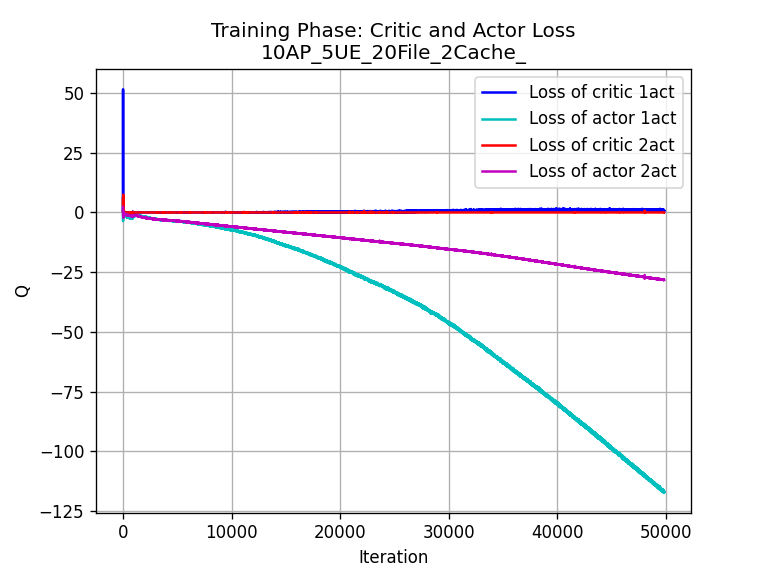 Training Phase: Critic and Actor Loss
10AP_5UE_20File_2Cache_
Loss of critic 1act
Loss of actor 1act
Loss of critic 2act
Loss of actor 2act
Q
50
25
0
−25
−50
−75
−100
−125
0
10000
20000
30000
40000
50000
Iteration